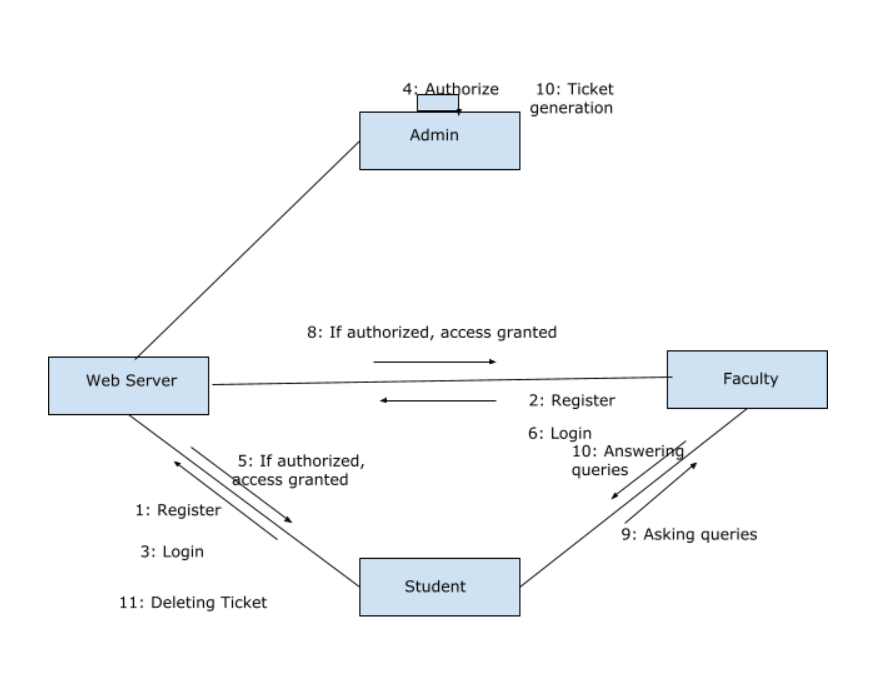 4: Authorize
10: Ticket
generation
Admin
8: If authorized, access granted
Web Server
Faculty
2: Register
6: Login
10: Answering
queries
5: If authorized,
access granted
1: Register
9: Asking queries
3: Login
Student
11: Deleting Ticket